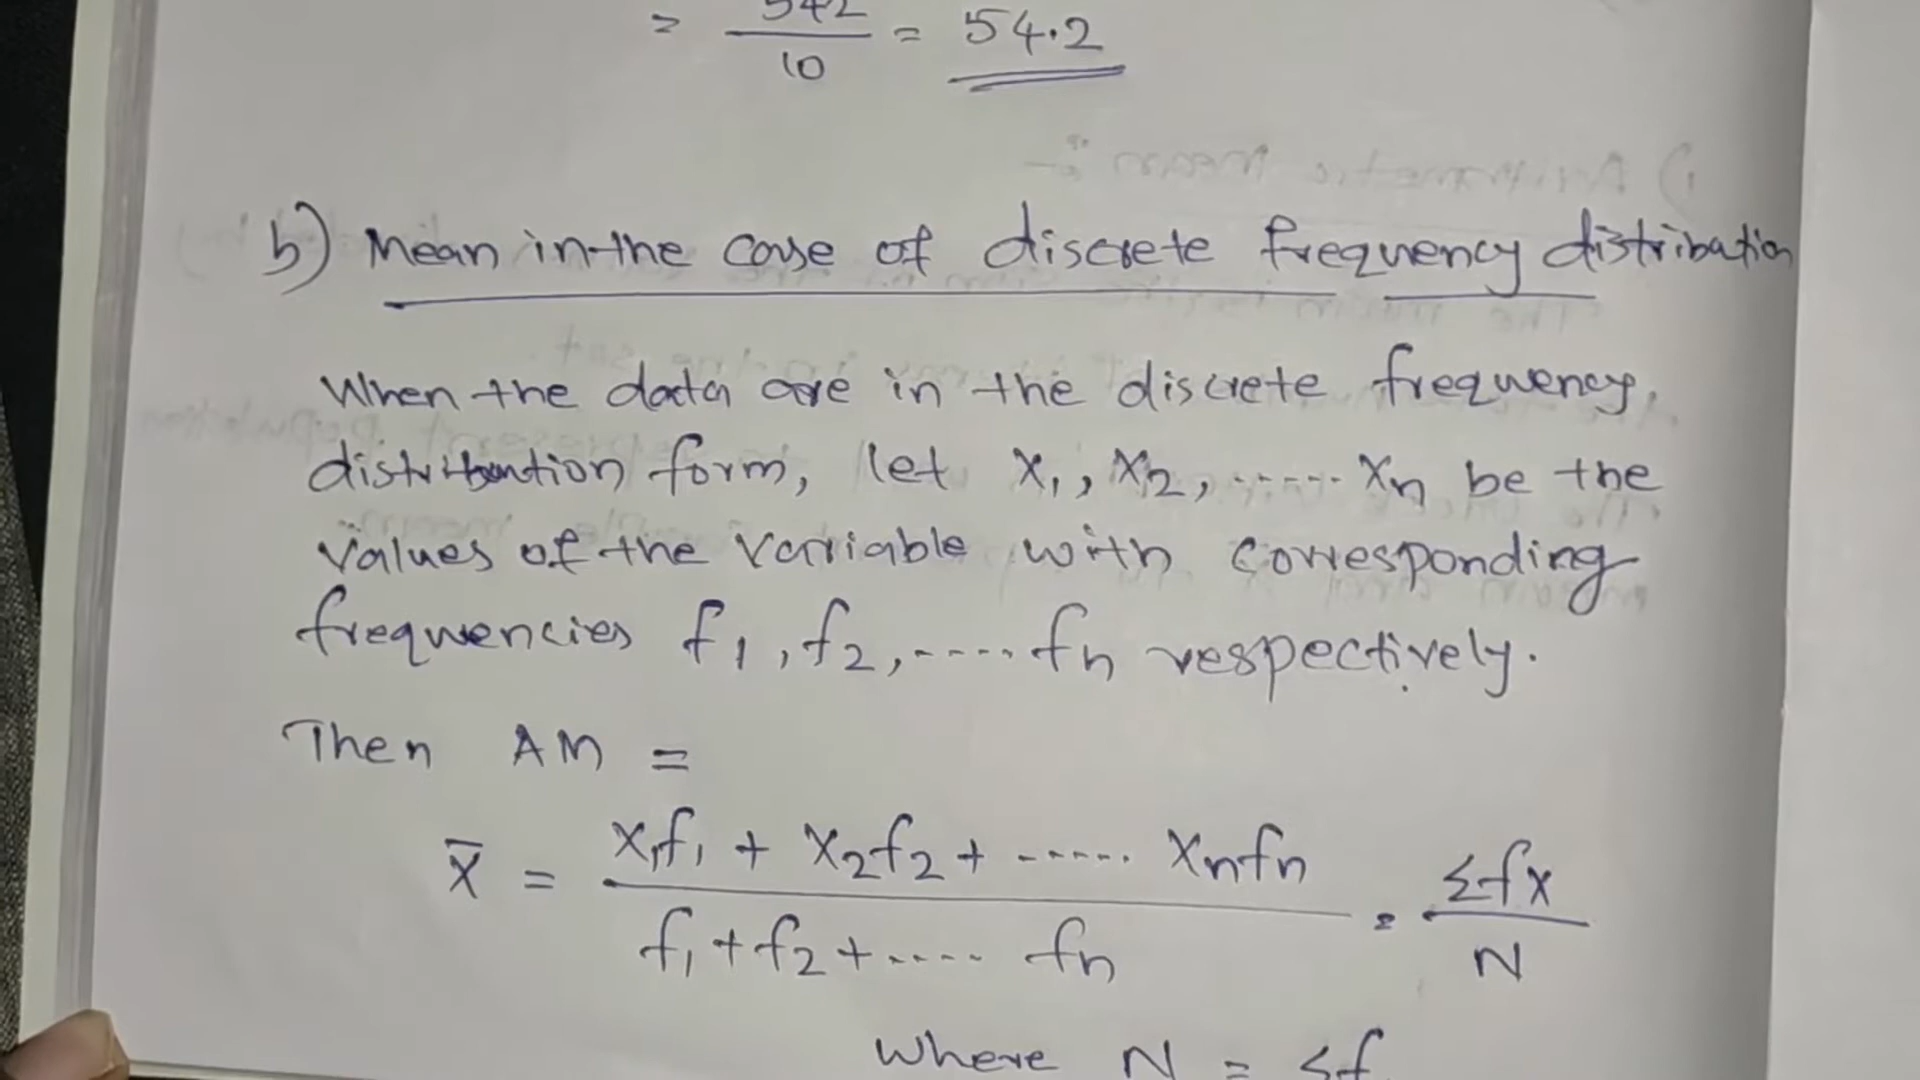 = 542/10 = 54.2
b) Mean in the case of discrete frequency distribution
When the data are in the discrete frequency,
distribution form, let x₁, x₂, ..... xn be the
values of the variable with corresponding
frequencies f₁, f₂, ..... fn respectively.
Then AM =
x̄ = x₁f₁ + x₂f₂ + ..... xnfn / f₁ + f₂ + ..... fn = Σfx / N
Where N = Σf